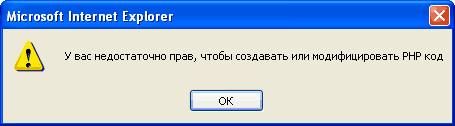 Microsoft Internet Explorer
У вас недостаточно прав, чтобы создавать или модифицировать PHP код
OK